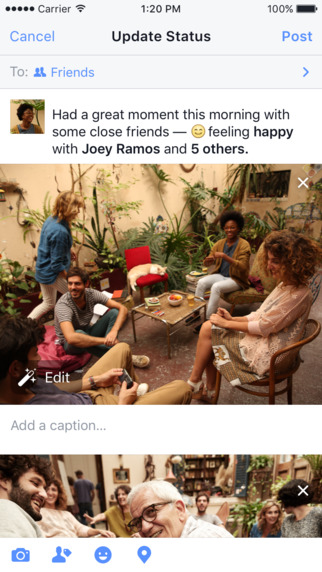 Carrier 1:20 PM 100%
Cancel Update Status Post
To: Friends
Had a great moment this morning with
some close friends — 😊 feeling happy
with Joey Ramos and 5 others.
Edit
Add a caption...